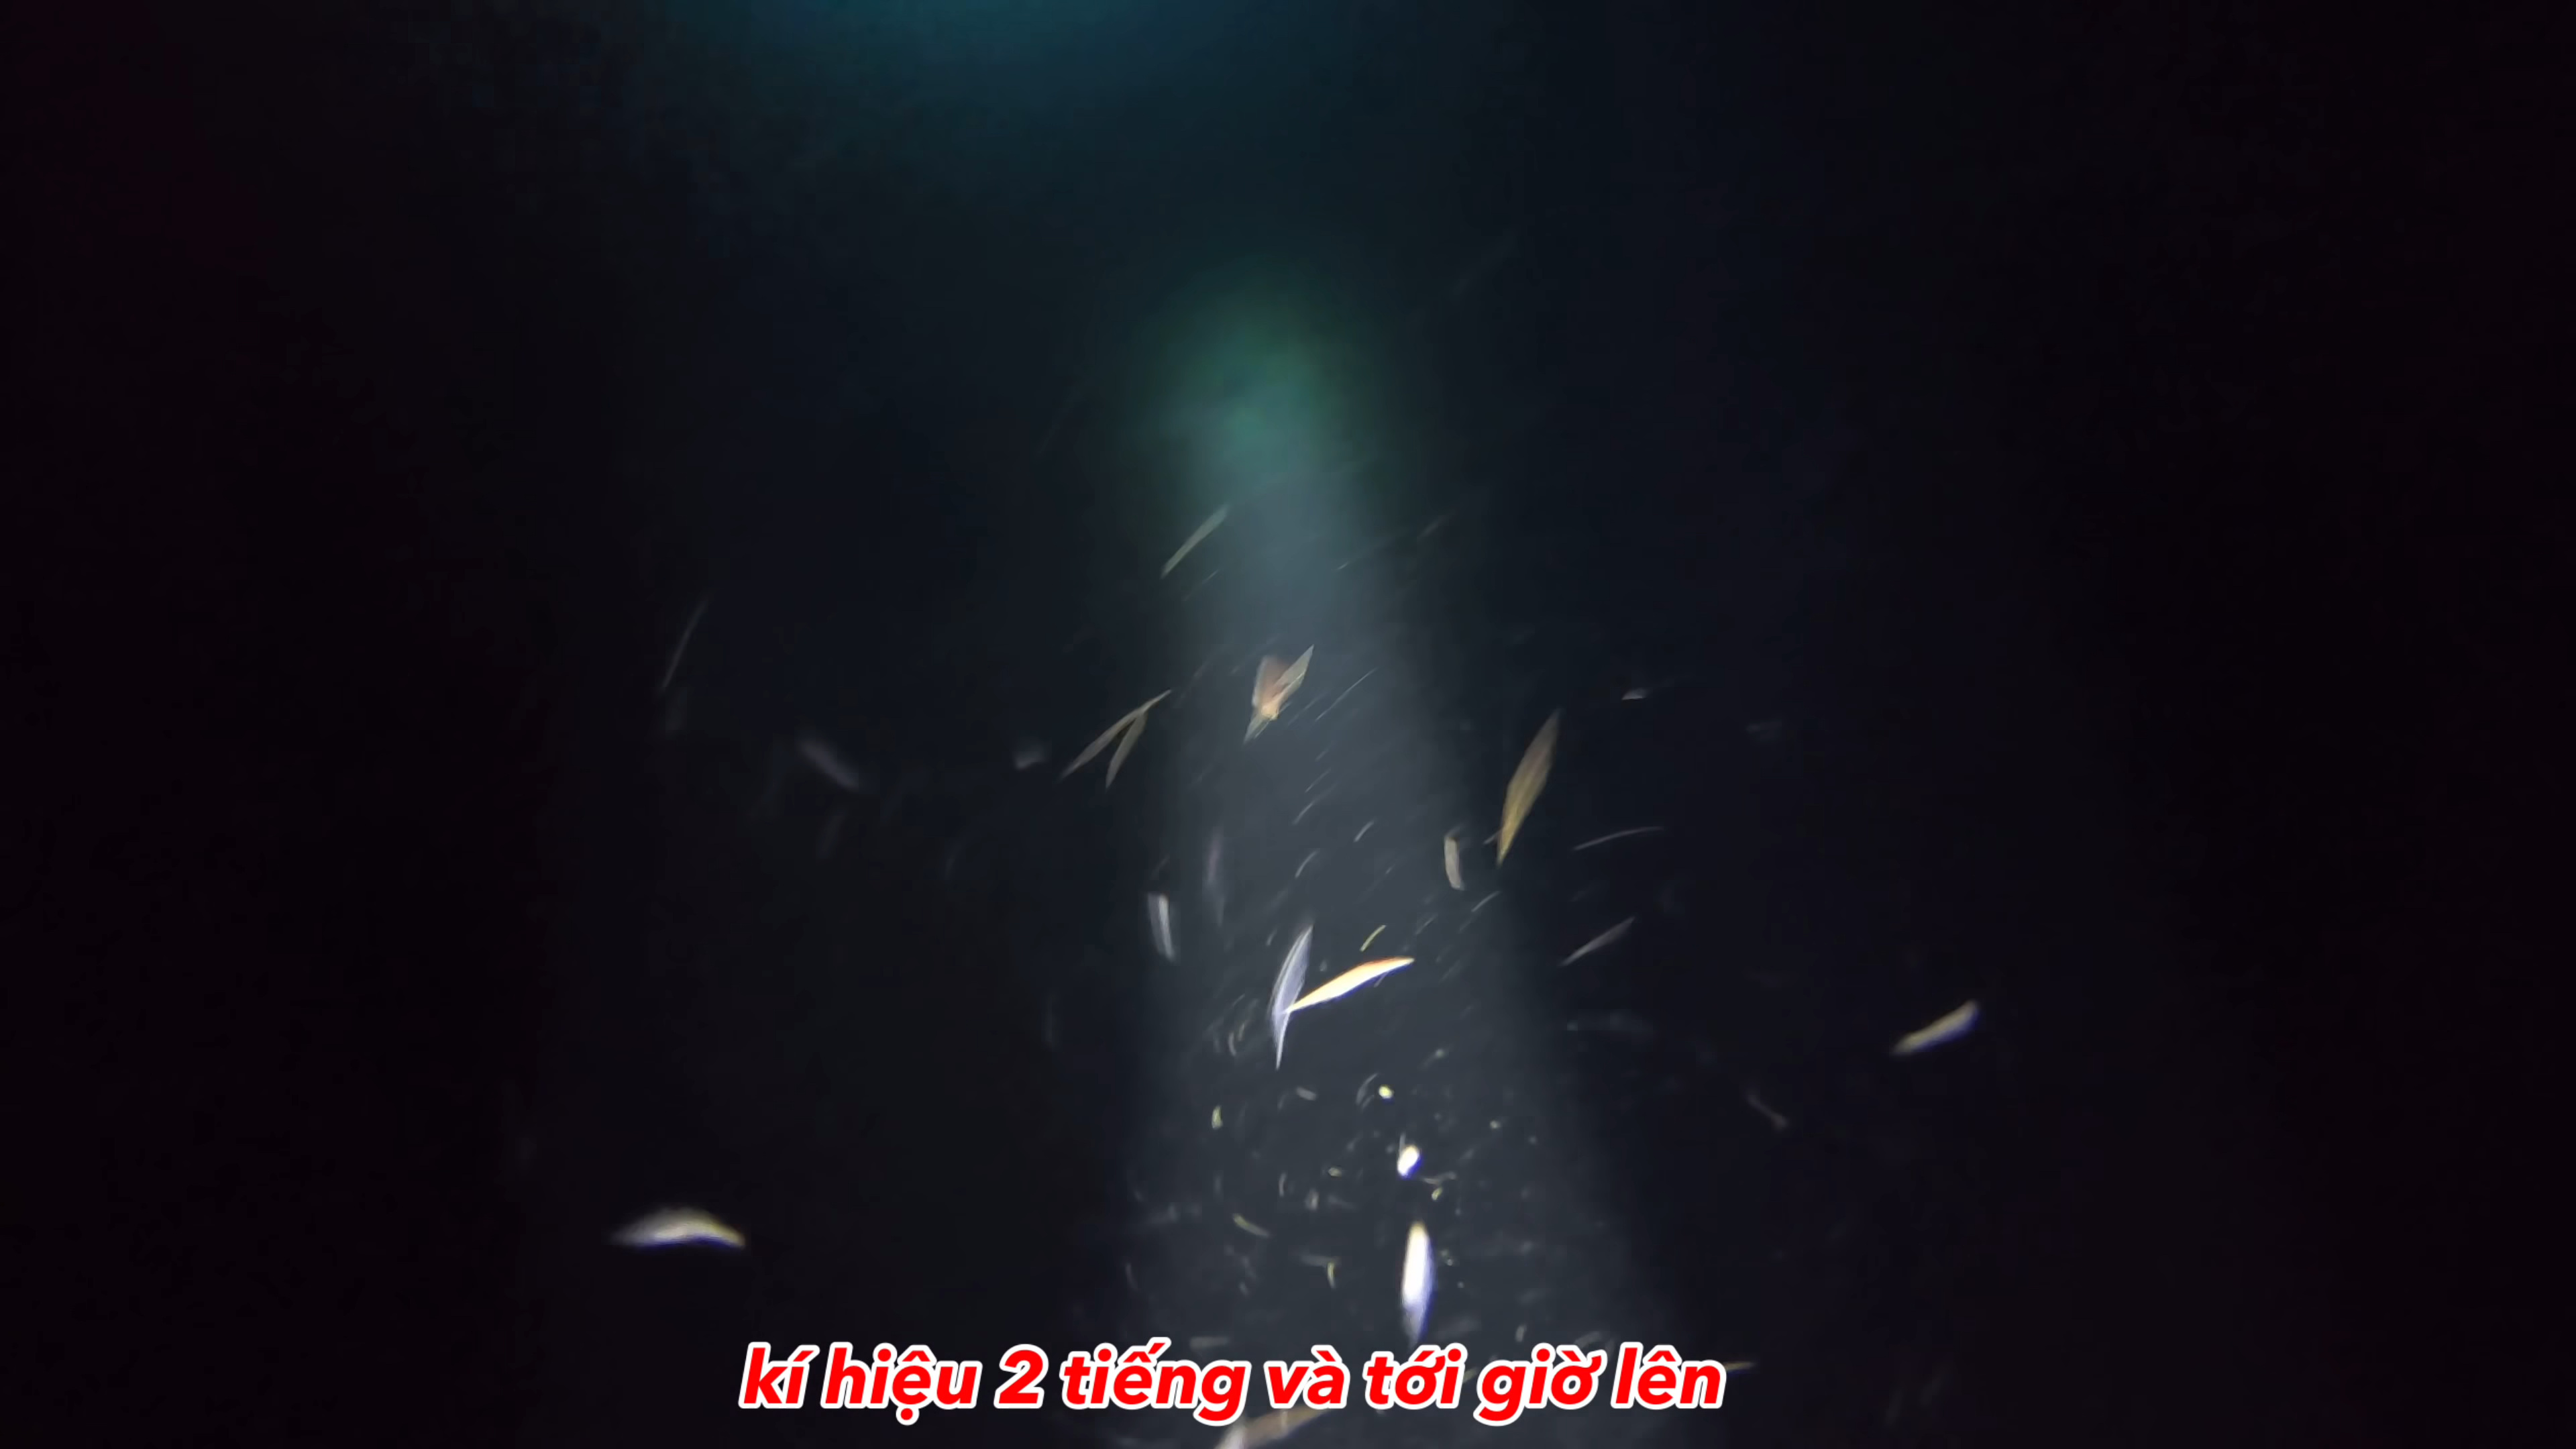 kí hiệu 2 tiếng và tới giờ lên